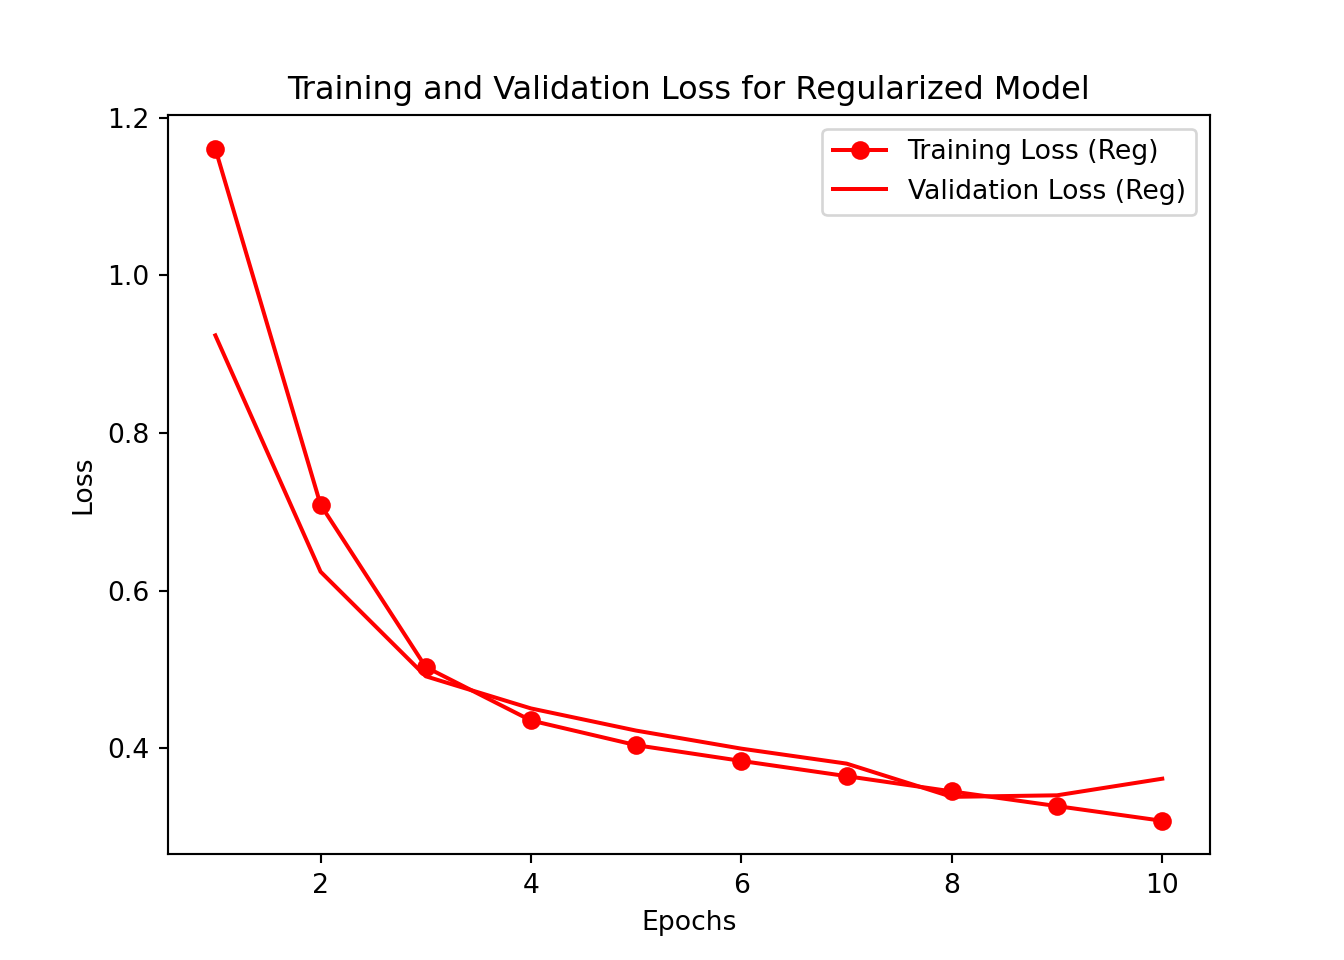 Training and Validation Loss for Regularized Model
Training Loss (Reg)
Validation Loss (Reg)
1.2
1.0
0.8
0.6
0.4
Loss
2 4 6 8 10
Epochs